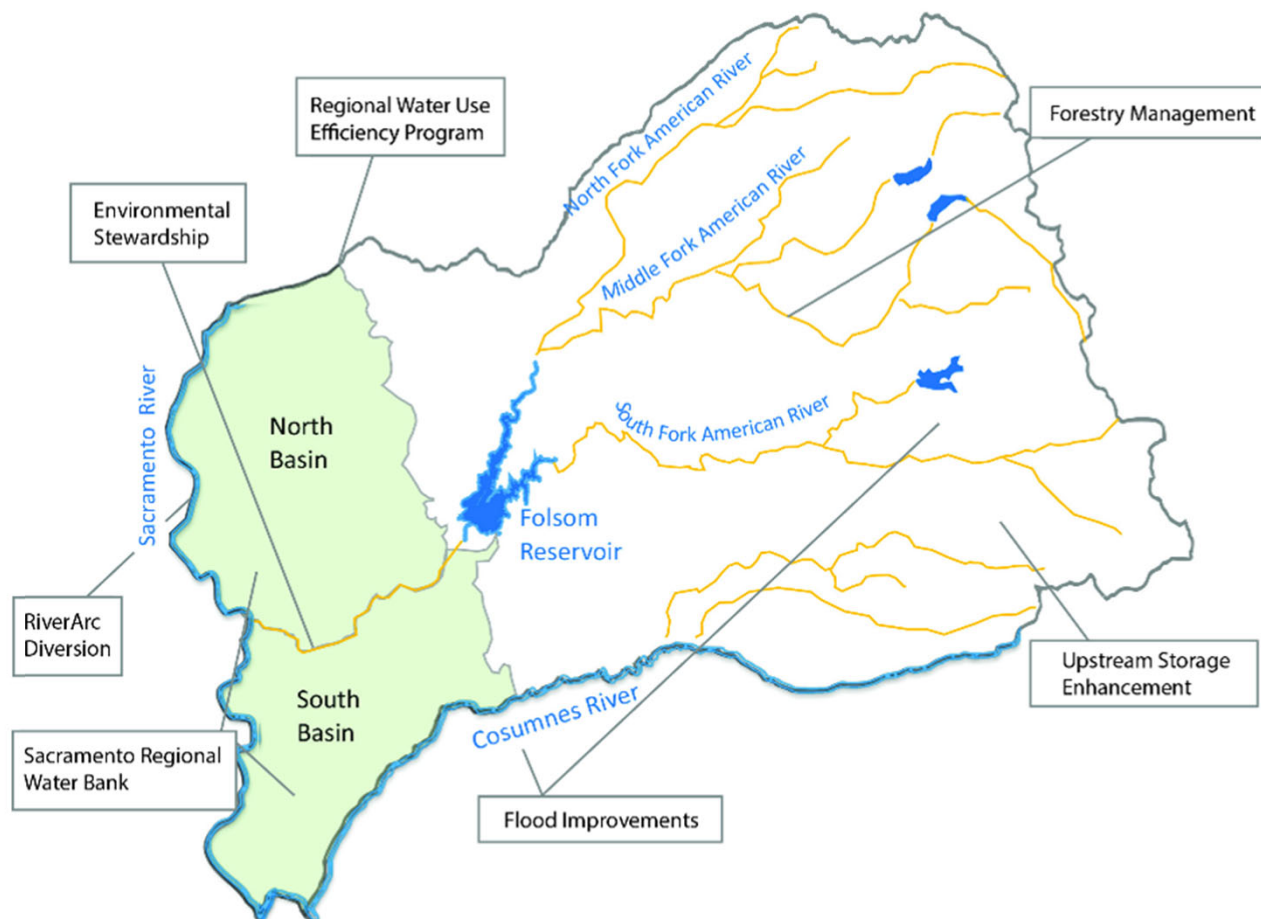 Regional Water Use
Efficiency Program
North Fork American River
Forestry Management
Environmental
Stewardship
Middle Fork American River
Sacramento River
North
Basin
South Fork American River
Folsom
Reservoir
RiverArc
Diversion
South
Basin
Upstream Storage
Enhancement
Cosumnes River
Sacramento Regional
Water Bank
Flood Improvements